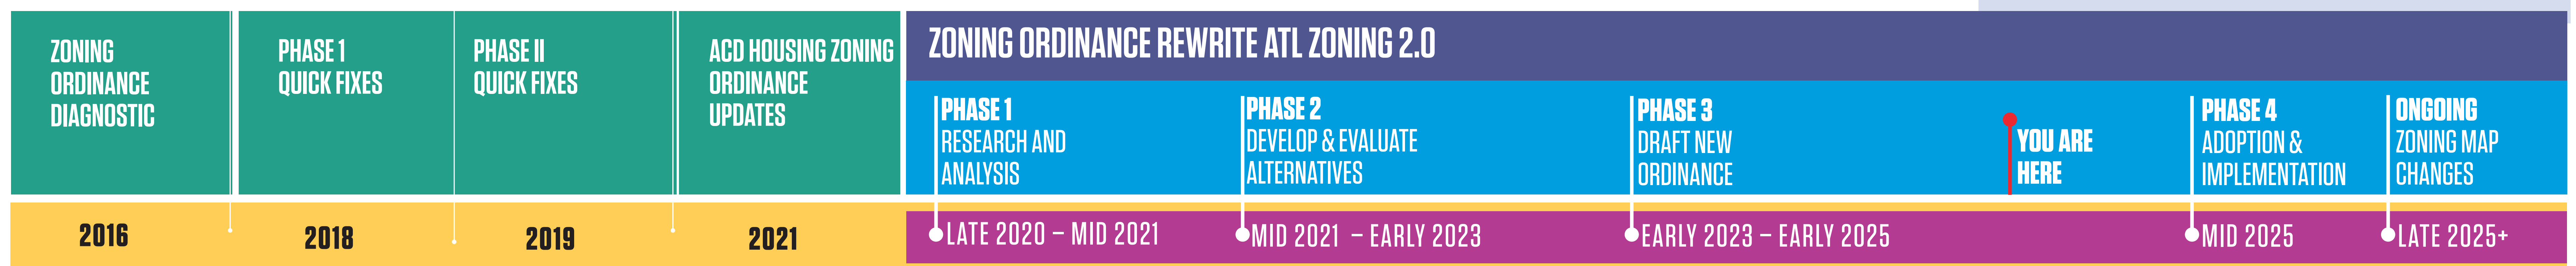 ZONING
ORDINANCE
DIAGNOSTIC
PHASE 1
QUICK FIXES
PHASE II
QUICK FIXES
ACD HOUSING ZONING
ORDINANCE
UPDATES
ZONING ORDINANCE REWRITE ATL ZONING 2.0
PHASE 1
RESEARCH AND
ANALYSIS
PHASE 2
DEVELOP & EVALUATE
ALTERNATIVES
PHASE 3
DRAFT NEW
ORDINANCE
YOU ARE
HERE
PHASE 4
ADOPTION &
IMPLEMENTATION
ONGOING
ZONING MAP
CHANGES
2016
2018
2019
2021
LATE 2020 – MID 2021
MID 2021 – EARLY 2023
EARLY 2023 – EARLY 2025
MID 2025
LATE 2025+